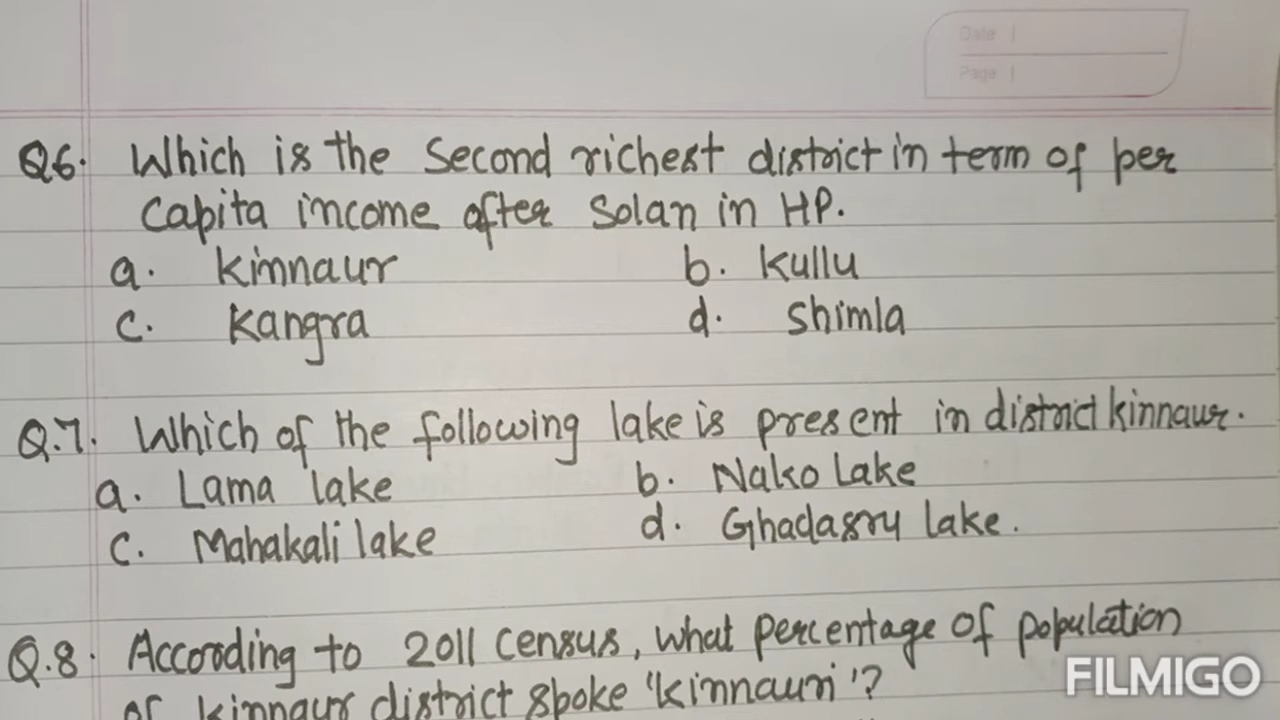 Date
Page
Q6. Which is the Second richest district in term of per
Capita income after Solan in HP.
a. Kinnaur b. Kullu
c. Kangra d. Shimla
Q.7. Which of the following lake is present in district kinnaur.
a. Lama lake b. Nako Lake
c. Mahakali lake d. Ghadasru lake.
Q.8. According to 2011 Census, what percentage of population
of kinnaur district spoke 'kinnauri'?
FILMIGO